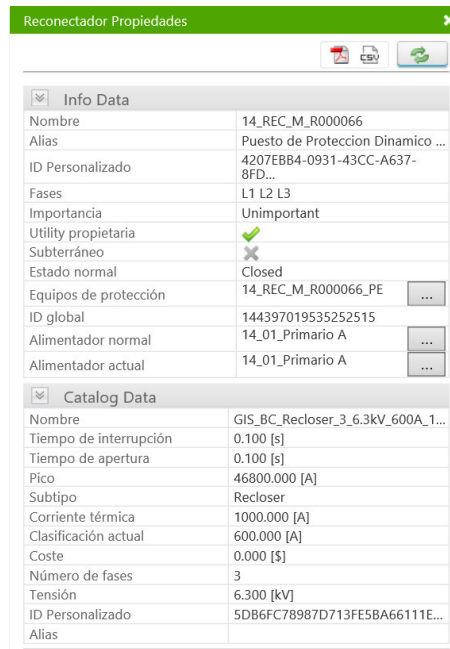 Reconectador Propiedades
CSV
Info Data
Nombre 14_REC_M_R000066
Alias Puesto de Proteccion Dinamico ...
ID Personalizado 4207EBB4-0931-43CC-A637-
8FD...
Fases L1 L2 L3
Importancia Unimportant
Utility propietaria
Subterráneo
Estado normal Closed
Equipos de protección 14_REC_M_R000066_PE ...
ID global 144397019535252515
Alimentador normal 14_01_Primario A ...
Alimentador actual 14_01_Primario A ...
Catalog Data
Nombre GIS_BC_Recloser_3_6.3kV_600A_1...
Tiempo de interrupción 0.100 [s]
Tiempo de apertura 0.100 [s]
Pico 46800.000 [A]
Subtipo Recloser
Corriente térmica 1000.000 [A]
Clasificación actual 600.000 [A]
Coste 0.000 [$]
Número de fases 3
Tensión 6.300 [kV]
ID Personalizado 5DB6FC78987D713FE5BA66111E...
Alias